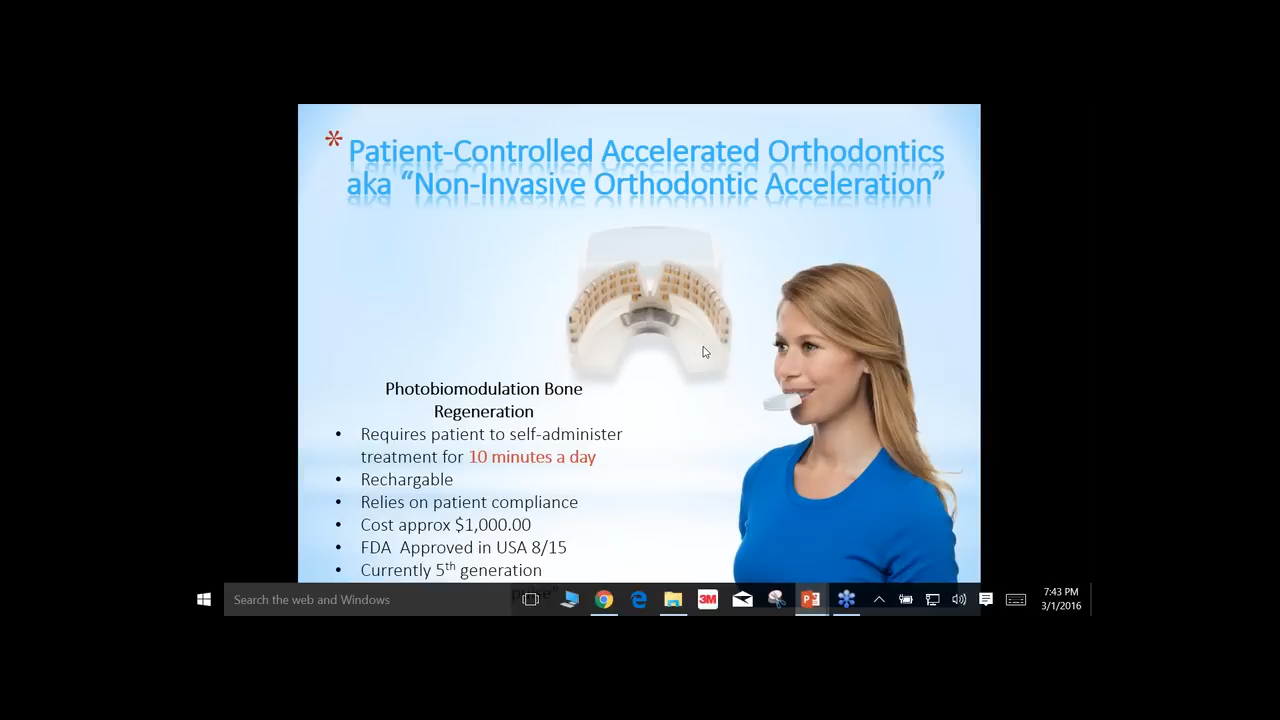 * Patient-Controlled Accelerated Orthodontics
aka “Non-Invasive Orthodontic Acceleration”
Photobiomodulation Bone
Regeneration
• Requires patient to self-administer
treatment for 10 minutes a day
• Rechargable
• Relies on patient compliance
• Cost approx $1,000.00
• FDA Approved in USA 8/15
• Currently 5th generation
Search the web and Windows
3M
7:43 PM
3/1/2016